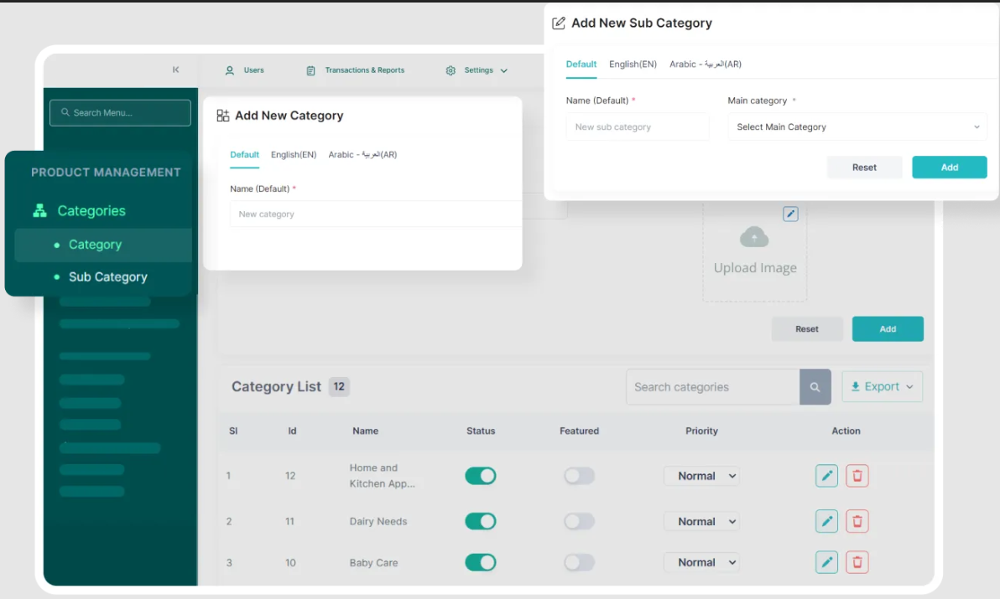 Add New Sub Category
Default English(EN) Arabic - العربية(AR)
Name (Default) * Main category *
New sub category Select Main Category
Reset Add
Users Transactions & Reports Settings
Search Menu...
PRODUCT MANAGEMENT
Categories
Category
Sub Category
Add New Category
Default English(EN) Arabic - العربية(AR)
Name (Default) *
New category
Upload Image
Reset Add
Category List 12 Search categories Export
Sl Id Name Status Featured Priority Action
1 12 Home and Kitchen App... Normal
2 11 Dairy Needs Normal
3 10 Baby Care Normal